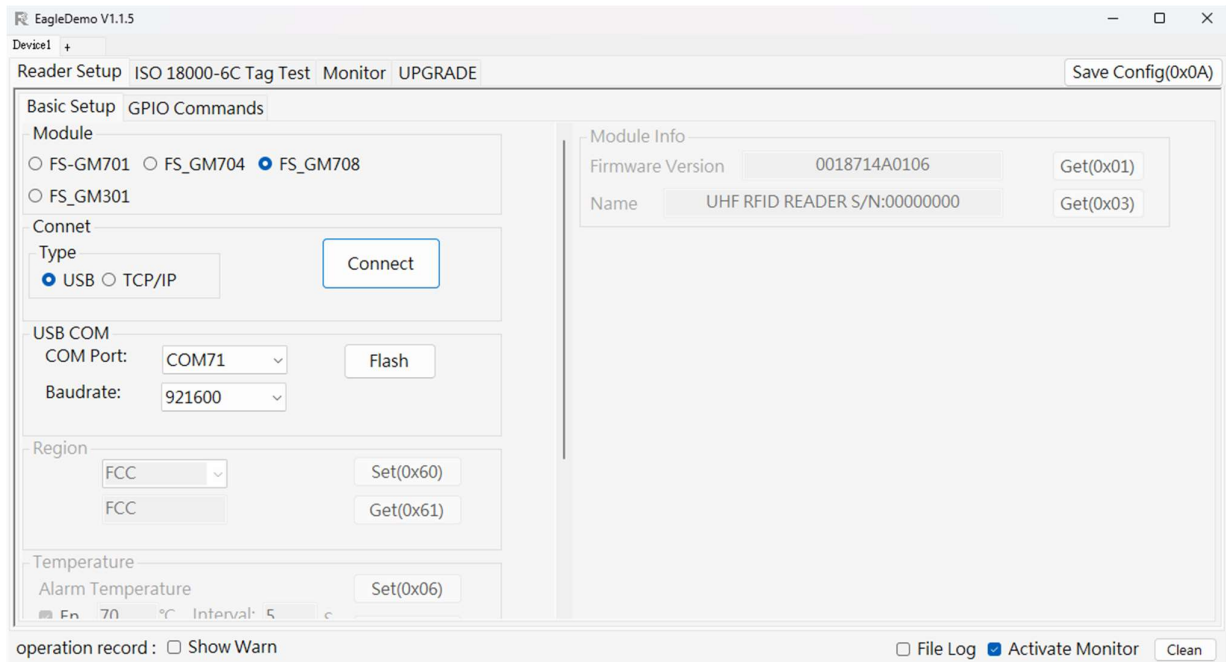 EagleDemo V1.1.5
Device1 +
Reader Setup ISO 18000-6C Tag Test Monitor UPGRADE Save Config(0x0A)
Basic Setup GPIO Commands
Module
FS-GM701 FS_GM704 FS_GM708
FS_GM301
Connet
Type
USB TCP/IP
Connect
USB COM
COM Port: COM71 Flash
Baudrate: 921600
Region
FCC Set(0x60)
FCC Get(0x61)
Temperature
Alarm Temperature Set(0x06)
En 70 °C Interval: 5 S
Module Info
Firmware Version 0018714A0106 Get(0x01)
Name UHF RFID READER S/N:00000000 Get(0x03)
operation record : Show Warn File Log Activate Monitor Clean